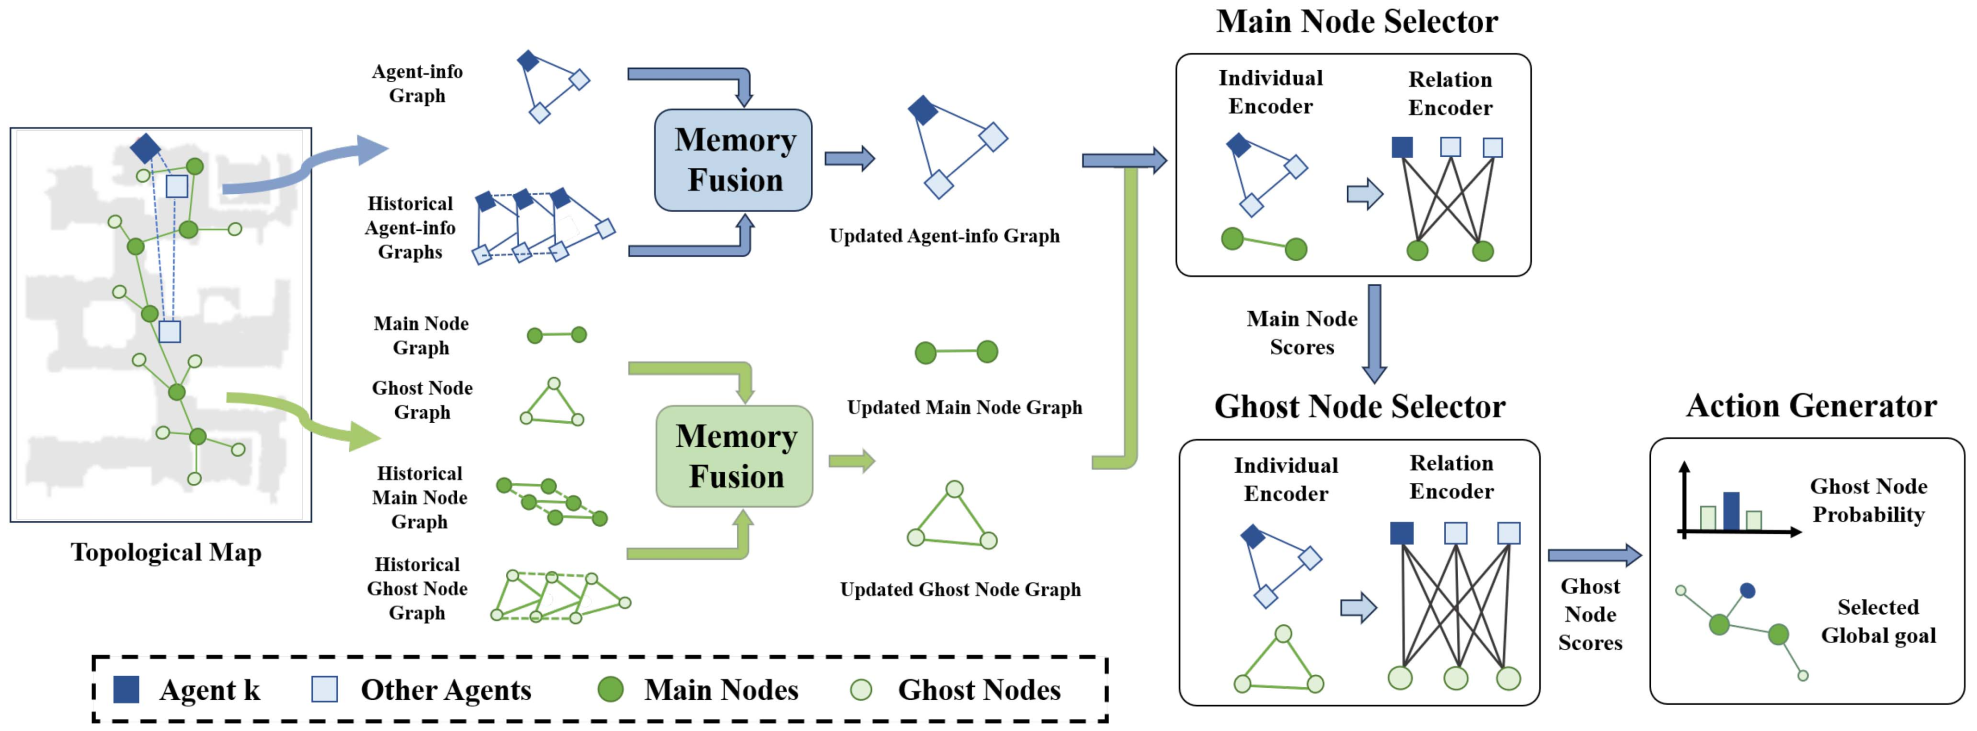 Topological Map
Agent-info
Graph
Historical
Agent-info
Graphs
Main Node
Graph
Ghost Node
Graph
Historical
Main Node
Graph
Historical
Ghost Node
Graph
Memory
Fusion
Memory
Fusion
Updated Agent-info Graph
Updated Main Node Graph
Updated Ghost Node Graph
Main Node Selector
Individual
Encoder
Relation
Encoder
Main Node
Scores
Ghost Node Selector
Individual
Encoder
Relation
Encoder
Ghost
Node
Scores
Action Generator
Ghost Node
Probability
Selected
Global goal
Agent k
Other Agents
Main Nodes
Ghost Nodes